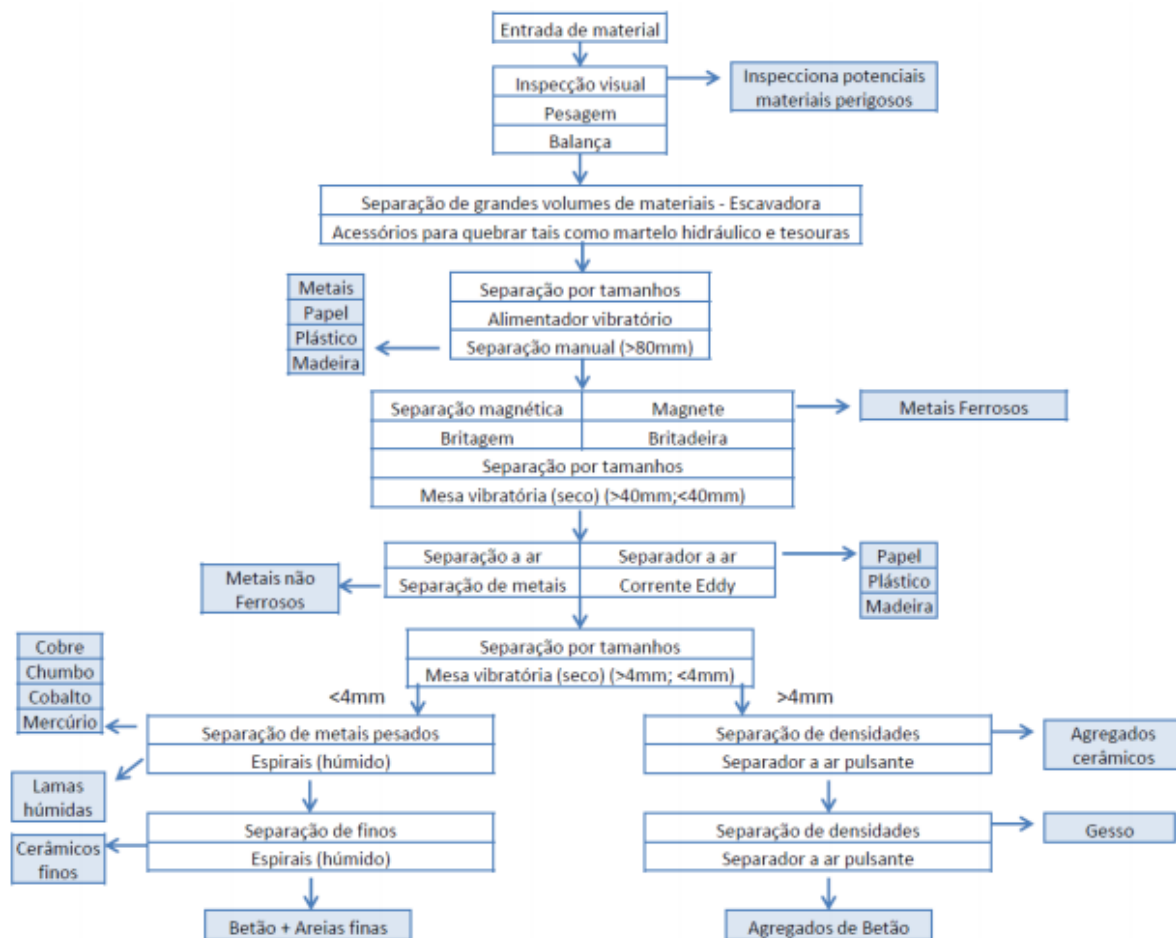 Entrada de material
Inspecção visual
Pesagem
Balança
Inspecciona potenciais
materiais perigosos
Separação de grandes volumes de materiais - Escavadora
Acessórios para quebrar tais como martelo hidráulico e tesouras
Metais
Papel
Plástico
Madeira
Separação por tamanhos
Alimentador vibratório
Separação manual (>80mm)
Separação magnética
Magnete
Britagem
Britadeira
Separação por tamanhos
Mesa vibratória (seco) (>40mm;<40mm)
Metais Ferrosos
Metais não
Ferrosos
Separação a ar
Separador a ar
Separação de metais
Corrente Eddy
Papel
Plástico
Madeira
Separação por tamanhos
Mesa vibratória (seco) (>4mm; <4mm)
<4mm
>4mm
Cobre
Chumbo
Cobalto
Mercúrio
Separação de metais pesados
Espirais (húmido)
Lamas
húmidas
Separação de densidades
Separador a ar pulsante
Agregados
cerâmicos
Cerâmicos
finos
Separação de finos
Espirais (húmido)
Separação de densidades
Separador a ar pulsante
Gesso
Betão + Areias finas
Agregados de Betão